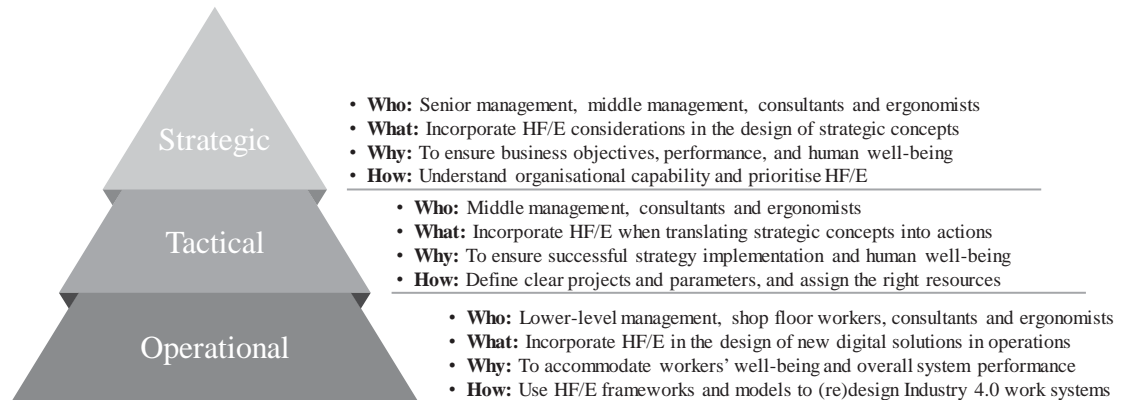 Strategic
• Who: Senior management, middle management, consultants and ergonomists
• What: Incorporate HF/E considerations in the design of strategic concepts
• Why: To ensure business objectives, performance, and human well-being
• How: Understand organisational capability and prioritise HF/E
Tactical
• Who: Middle management, consultants and ergonomists
• What: Incorporate HF/E when translating strategic concepts into actions
• Why: To ensure successful strategy implementation and human well-being
• How: Define clear projects and parameters, and assign the right resources
Operational
• Who: Lower-level management, shop floor workers, consultants and ergonomists
• What: Incorporate HF/E in the design of new digital solutions in operations
• Why: To accommodate workers’ well-being and overall system performance
• How: Use HF/E frameworks and models to (re)design Industry 4.0 work systems